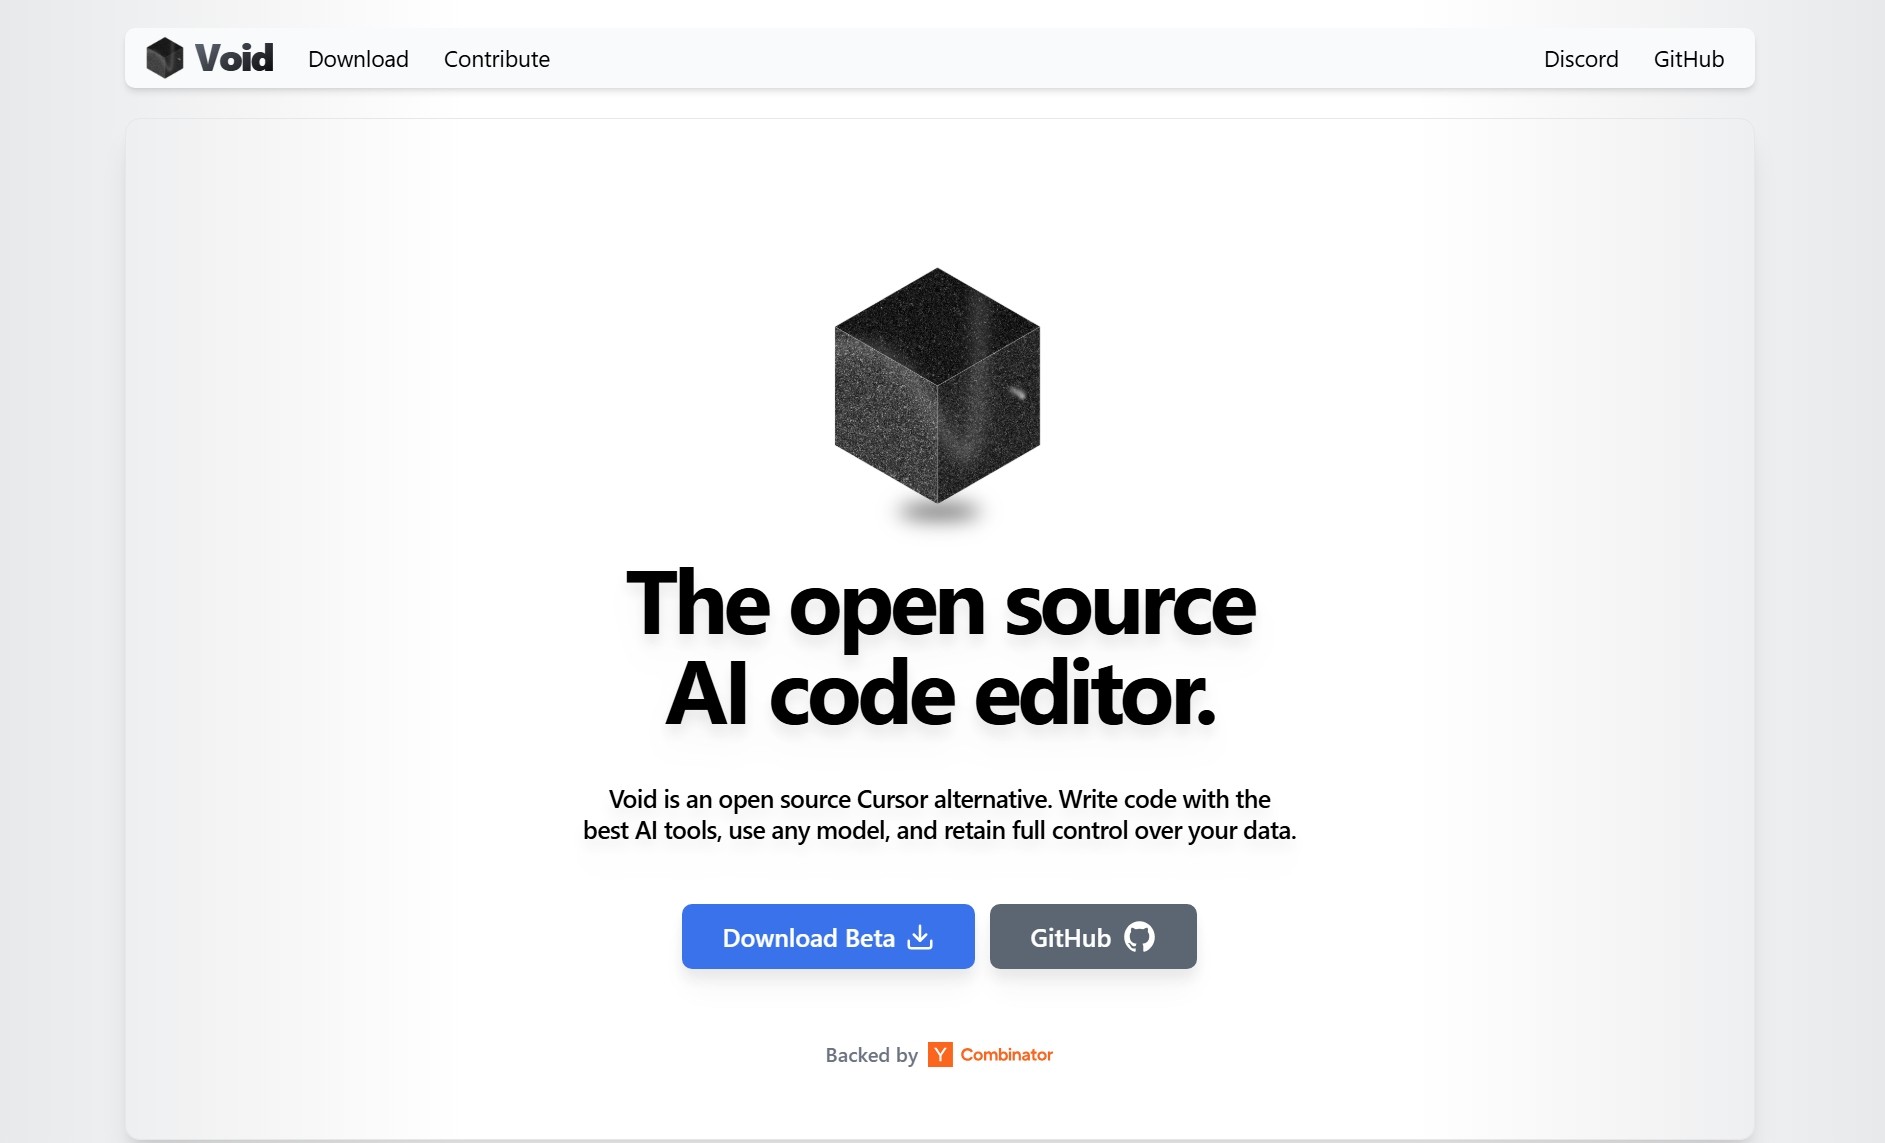 Void
Download
Contribute
Discord
GitHub
The open source
AI code editor.
Void is an open source Cursor alternative. Write code with the
best AI tools, use any model, and retain full control over your data.
Download Beta
GitHub
Backed by Y Combinator